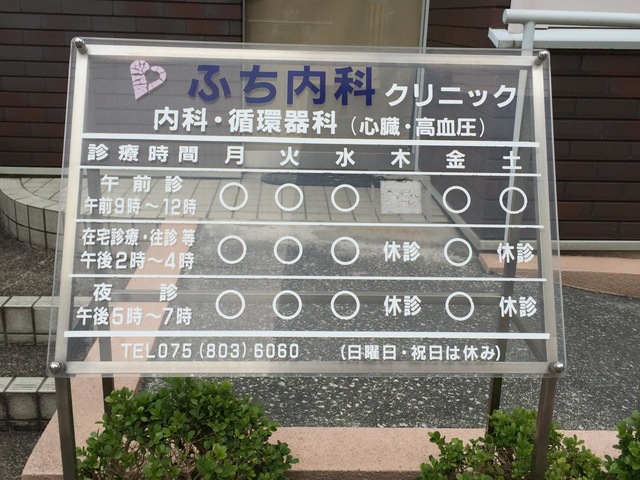 ふち内科クリニック
内科・循環器科（心臓・高血圧）
診療時間 月 火 水 木 金 土
午前診
午前9時～12時 ○ ○ ○ ○ ○
在宅診療・往診 等
午後2時～4時 ○ ○ ○ 休診 ○ 休診
夜診
午後5時～7時 ○ ○ ○ 休診 ○ 休診
TEL075(803)6060 （日曜日・祝日は休み）